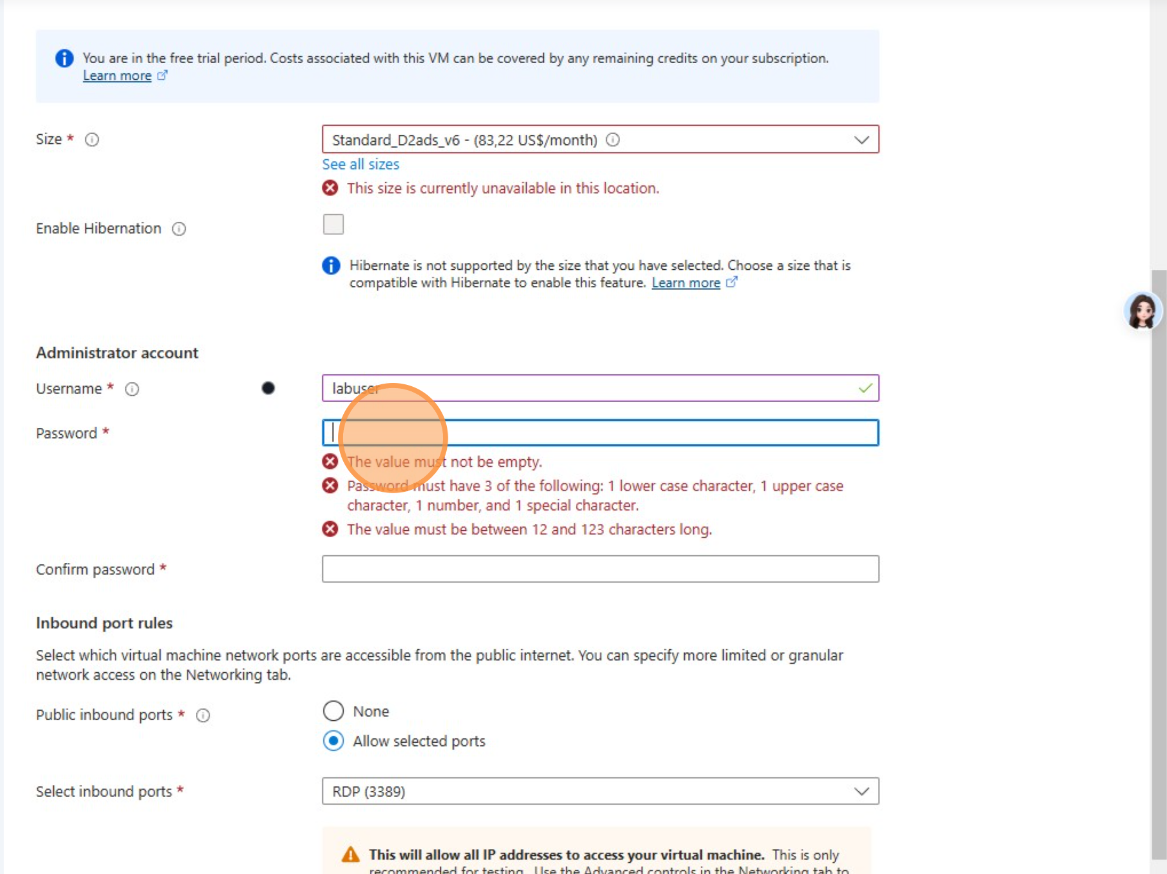 You are in the free trial period. Costs associated with this VM can be covered by any remaining credits on your subscription.
Learn more
Size *
Standard_D2ads_v6 - (83,22 US$/month)
See all sizes
This size is currently unavailable in this location.
Enable Hibernation
Hibernate is not supported by the size that you have selected. Choose a size that is
compatible with Hibernate to enable this feature. Learn more
Administrator account
Username *
labuser
Password *
The value must not be empty.
Password must have 3 of the following: 1 lower case character, 1 upper case
character, 1 number, and 1 special character.
The value must be between 12 and 123 characters long.
Confirm password *
Inbound port rules
Select which virtual machine network ports are accessible from the public internet. You can specify more limited or granular
network access on the Networking tab.
Public inbound ports *
None
Allow selected ports
Select inbound ports *
RDP (3389)
This will allow all IP addresses to access your virtual machine. This is only
recommended for testing. Use the Advanced controls in the Networking tab to